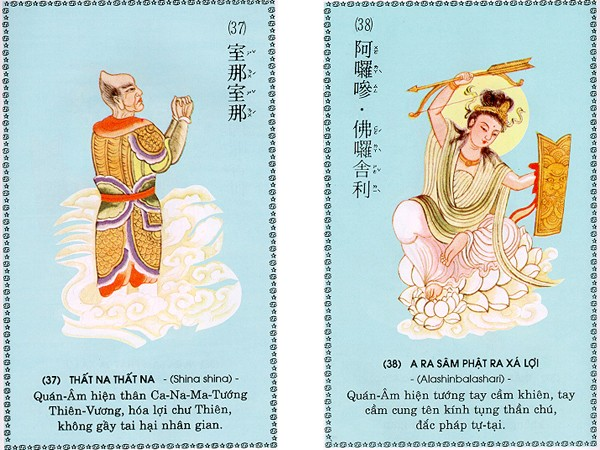 (37)
室那室那
(37) THẤT NA THẤT NA - (Shina shina) -
Quán-Âm hiện thân Ca-Na-Ma-Tướng
Thiên-Vương, hóa lợi chư Thiên,
không gầy tai hại nhân gian.
(38)
阿囉嘇・佛囉舍利
(38) A RA SÂM PHẬT RA XÁ LỢI
- (Alashinbalashari) -
Quán-Âm hiện tướng tay cầm khiên, tay
cầm cung tên kính tụng thần chú,
đắc pháp tự-tại.